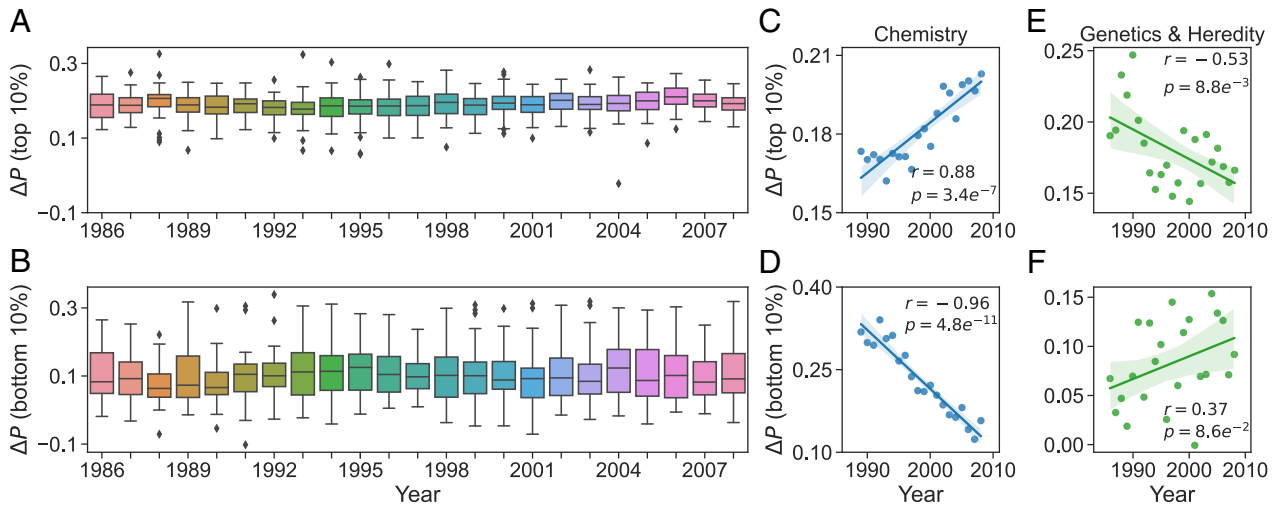 A
ΔP (top 10%)
0.3
0.1
−0.1
1986
1989
1992
1995
1998
2001
2004
2007
B
ΔP (bottom 10%)
0.3
0.1
−0.1
1986
1989
1992
1995
1998
2001
2004
2007
Year
C
Chemistry
ΔP (top 10%)
0.21
0.18
0.15
r = 0.88
p = 3.4e⁻⁷
1990
2000
2010
D
ΔP (bottom 10%)
0.40
0.25
0.10
r = − 0.96
p = 4.8e⁻¹¹
1990
2000
2010
Year
E
Genetics & Heredity
0.25
0.20
0.15
r = − 0.53
p = 8.8e⁻³
1990
2000
2010
F
0.15
0.10
0.05
0.00
r = 0.37
p = 8.6e⁻²
1990
2000
2010
Year